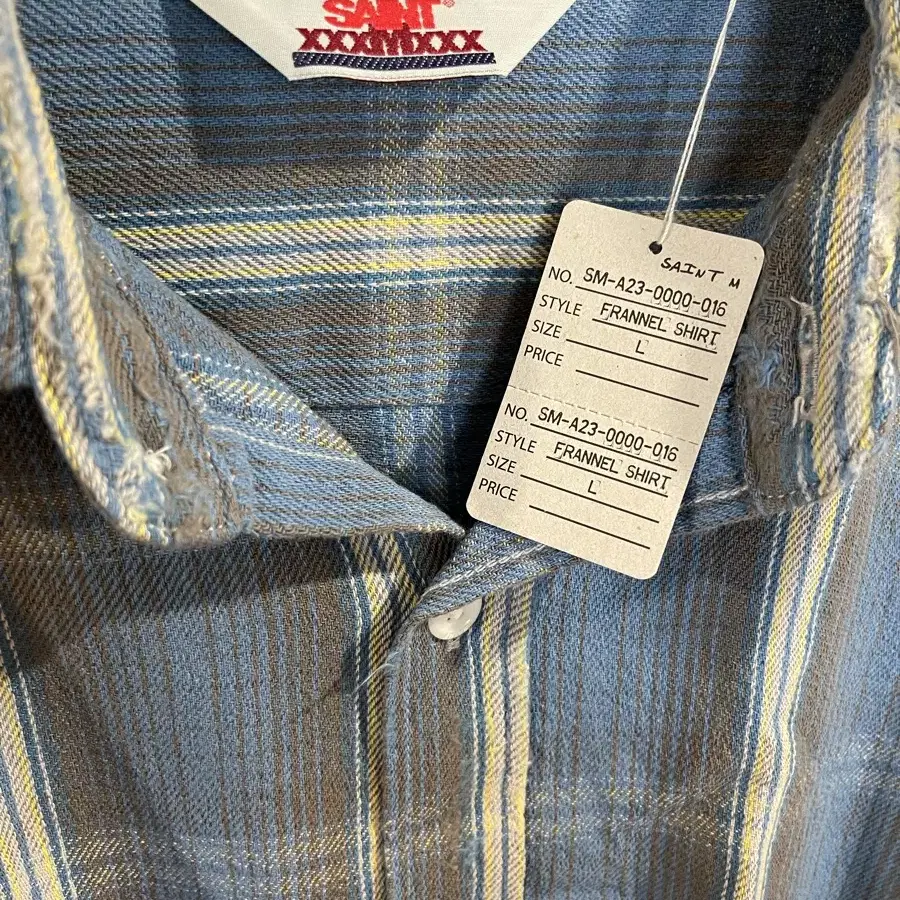 SAINT®
XXXMXXX
SAINT M
NO. SM-A23-0000-016
STYLE FRANNEL SHIRT
SIZE L
PRICE
NO. SM-A23-0000-016
STYLE FRANNEL SHIRT
SIZE L
PRICE